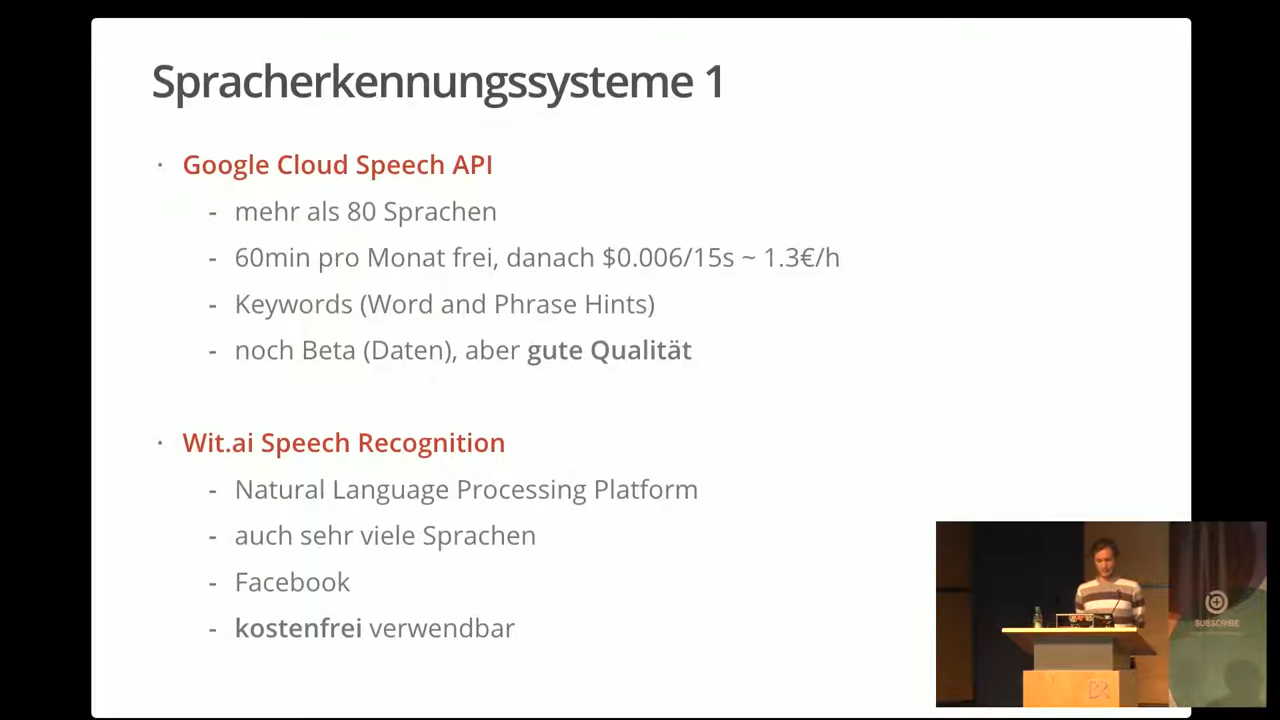 Spracherkennungssysteme 1
· Google Cloud Speech API
- mehr als 80 Sprachen
- 60min pro Monat frei, danach $0.006/15s ~ 1.3€/h
- Keywords (Word and Phrase Hints)
- noch Beta (Daten), aber gute Qualität
· Wit.ai Speech Recognition
- Natural Language Processing Platform
- auch sehr viele Sprachen
- Facebook
- kostenfrei verwendbar
SUBSCRIBE
BR